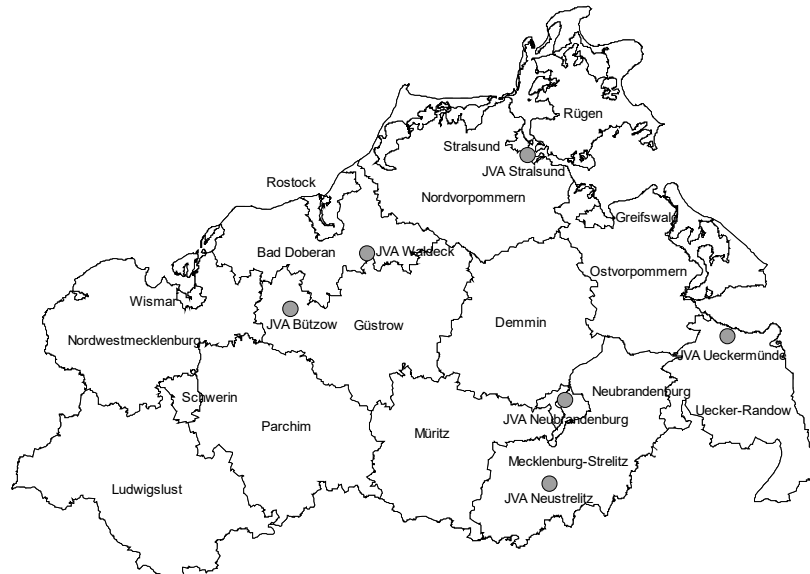 Rügen
Stralsund
JVA Stralsund
Rostock
Nordvorpommern
Greifswald
Bad Doberan
JVA Waldeck
Ostvorpommern
Wismar
JVA Bützow
Demmin
Nordwestmecklenburg
Güstrow
JVA Ueckermünde
Schwerin
Neubrandenburg
Uecker-Randow
JVA Neubrandenburg
Parchim
Müritz
Mecklenburg-Strelitz
Ludwigslust
JVA Neustrelitz